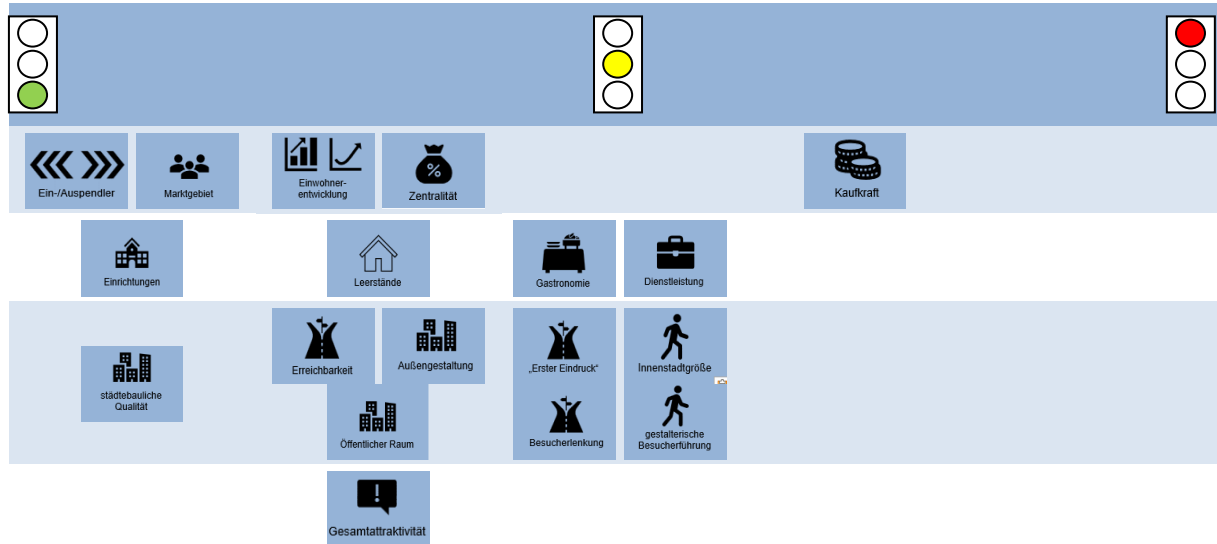 Ein-/Auspendler
Marktgebiet
Einwohner-
entwicklung
Zentralität
Kaufkraft
Einrichtungen
Leerstände
Gastronomie
Dienstleistung
städtebauliche
Qualität
Erreichbarkeit
Außengestaltung
„Erster Eindruck“
Innenstadtgröße
Öffentlicher Raum
Besucherlenkung
gestalterische
Besucherführung
Gesamtattraktivität